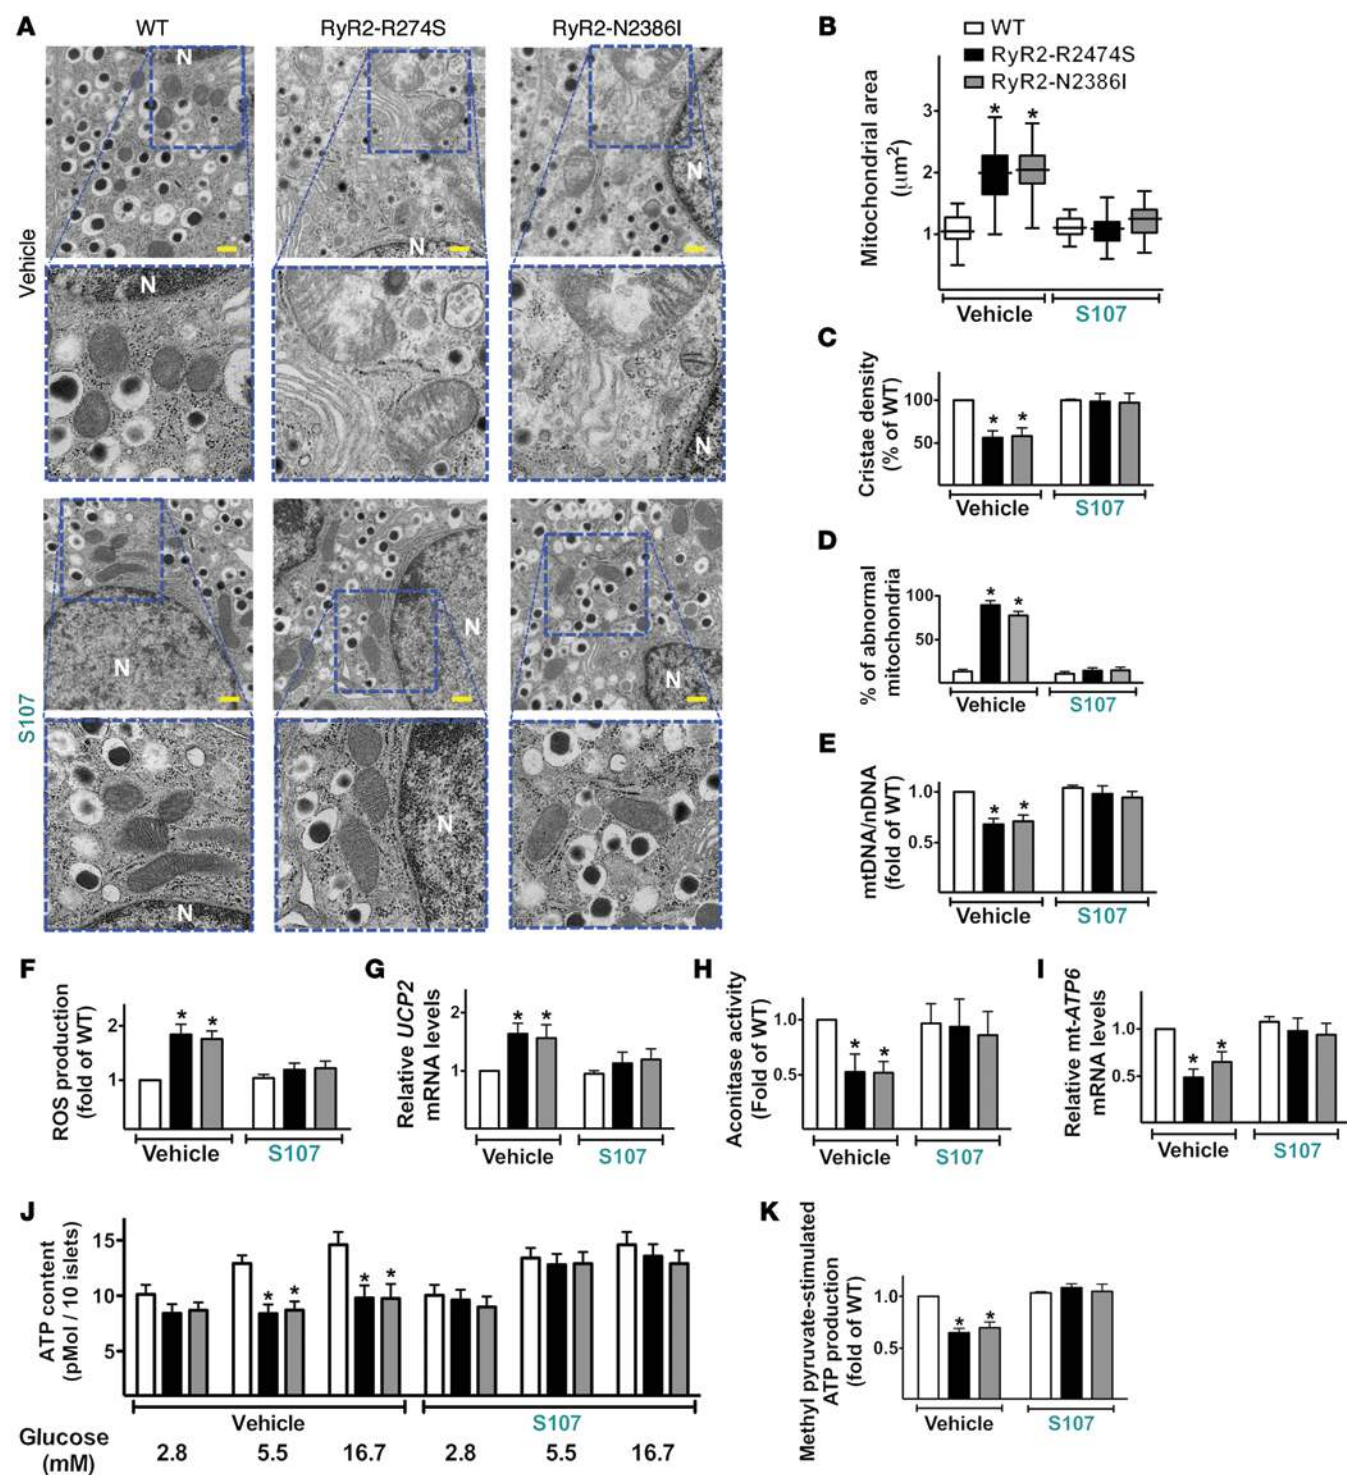 A
WT
RyR2-R274S
RyR2-N2386I
N
N
N
Vehicle
N
N
N
N
N
S107
N
N
B
WT
RyR2-R2474S
RyR2-N2386I
Mitochondrial area
(μm²)
3
2
1
* *
Vehicle
S107
C
Cristae density
(% of WT)
100
50
* *
Vehicle
S107
D
% of abnormal
mitochondria
100
50
* *
Vehicle
S107
E
mtDNA/nDNA
(fold of WT)
1.0
0.5
* *
Vehicle
S107
F
ROS production
(fold of WT)
2
1
* *
Vehicle
S107
G
Relative UCP2
mRNA levels
2
1
* *
Vehicle
S107
H
Aconitase activity
(Fold of WT)
1.0
0.5
* *
Vehicle
S107
I
Relative mt-ATP6
mRNA levels
1.0
0.5
* *
Vehicle
S107
J
ATP content
(pMol / 10 islets)
15
10
5
* * * *
Vehicle
S107
Glucose
(mM)
2.8 5.5 16.7 2.8 5.5 16.7
K
Methyl pyruvate-stimulated
ATP production
(fold of WT)
1.0
0.5
* *
Vehicle
S107